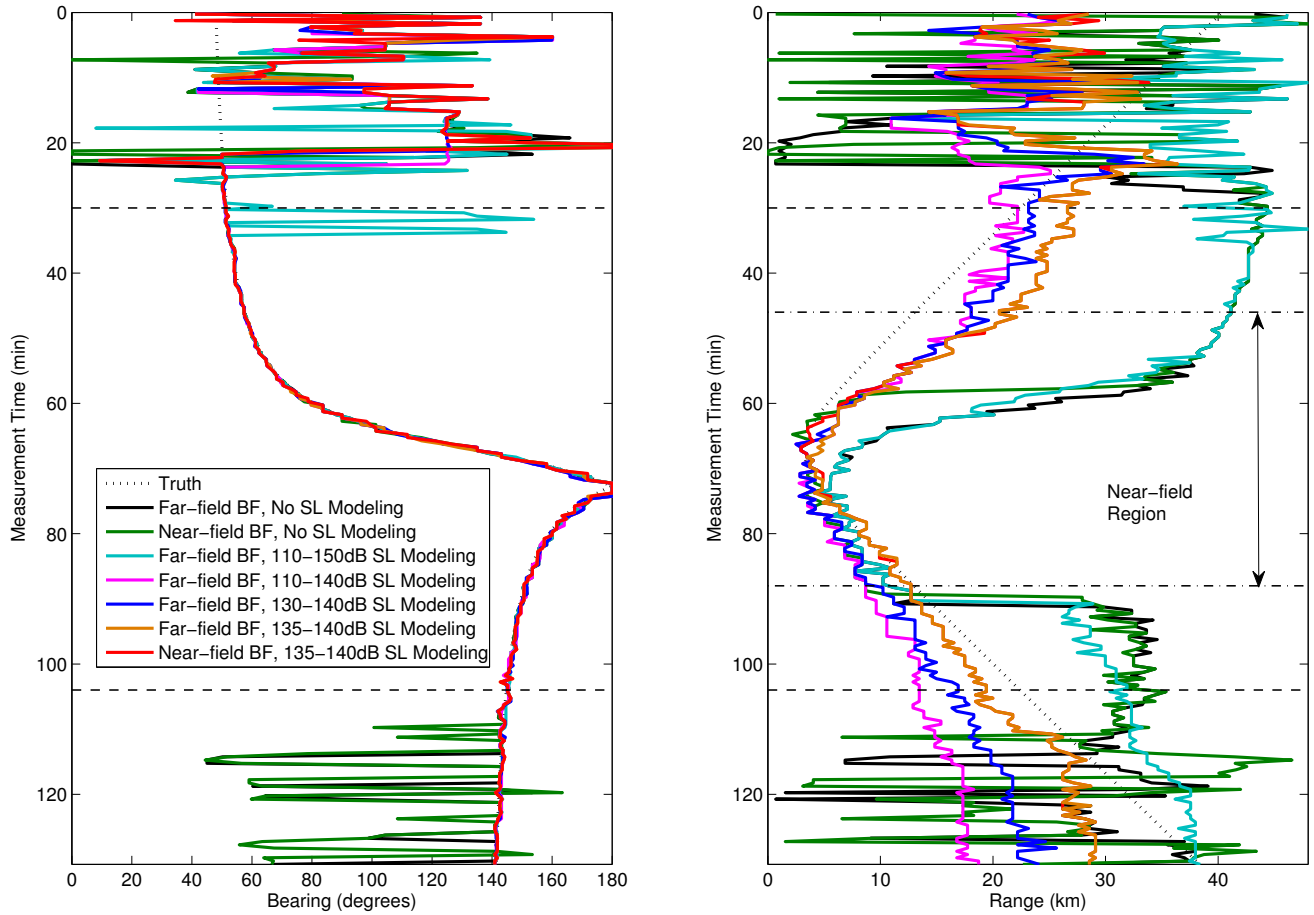 0
20
40
60
80
100
120
Measurement Time (min)
Truth
Far-field BF, No SL Modeling
Near-field BF, No SL Modeling
Far-field BF, 110-150dB SL Modeling
Far-field BF, 110-140dB SL Modeling
Far-field BF, 130-140dB SL Modeling
Far-field BF, 135-140dB SL Modeling
Near-field BF, 135-140dB SL Modeling
0 20 40 60 80 100 120 140 160 180
Bearing (degrees)
0
20
40
60
80
100
120
Measurement Time (min)
Near-field
Region
0 10 20 30 40
Range (km)